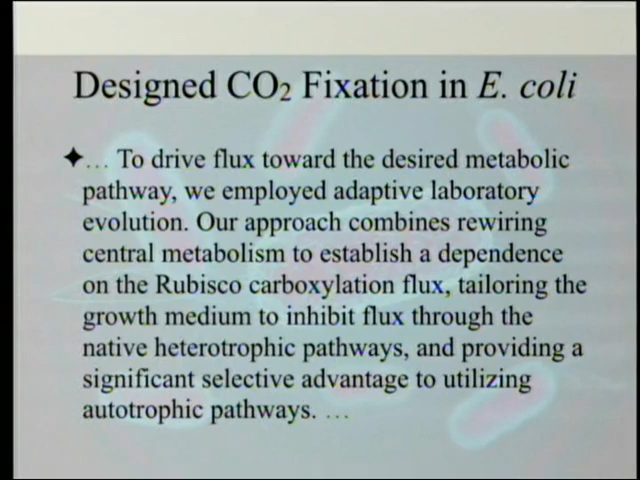 Designed CO2 Fixation in E. coli
✦... To drive flux toward the desired metabolic
pathway, we employed adaptive laboratory
evolution. Our approach combines rewiring
central metabolism to establish a dependence
on the Rubisco carboxylation flux, tailoring the
growth medium to inhibit flux through the
native heterotrophic pathways, and providing a
significant selective advantage to utilizing
autotrophic pathways. ...